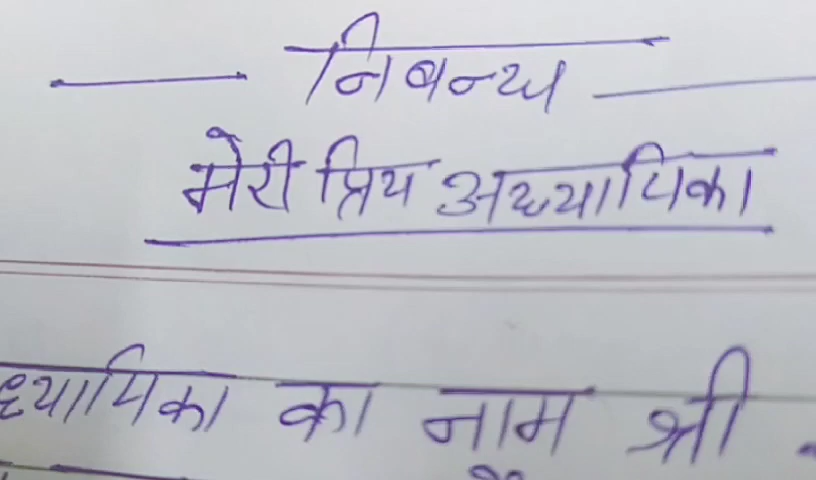 निबन्ध
मेरी प्रिय अध्यापिका
ध्यापिका का नाम श्री